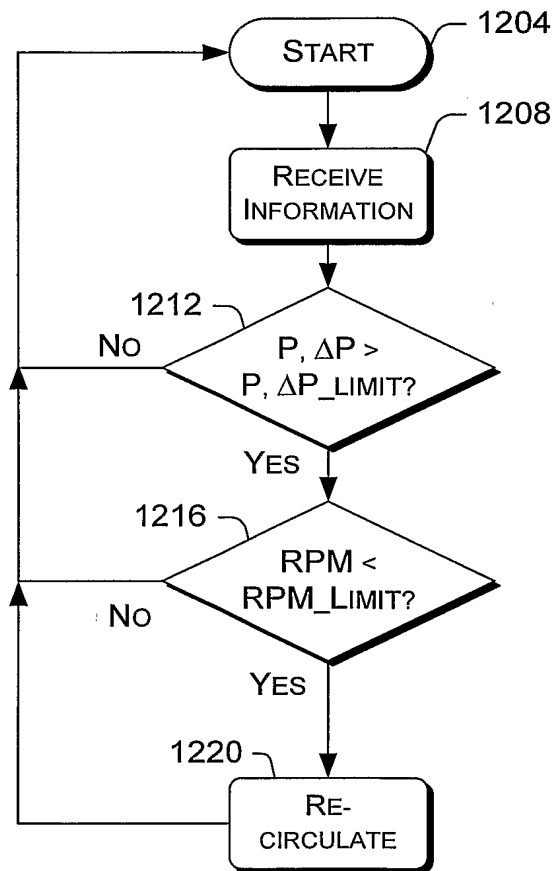 START
1204
1208
RECEIVE
INFORMATION
1212
NO
P, ΔP >
P, ΔP_LIMIT?
YES
1216
RPM <
RPM_LIMIT?
NO
YES
1220
RE-
CIRCULATE